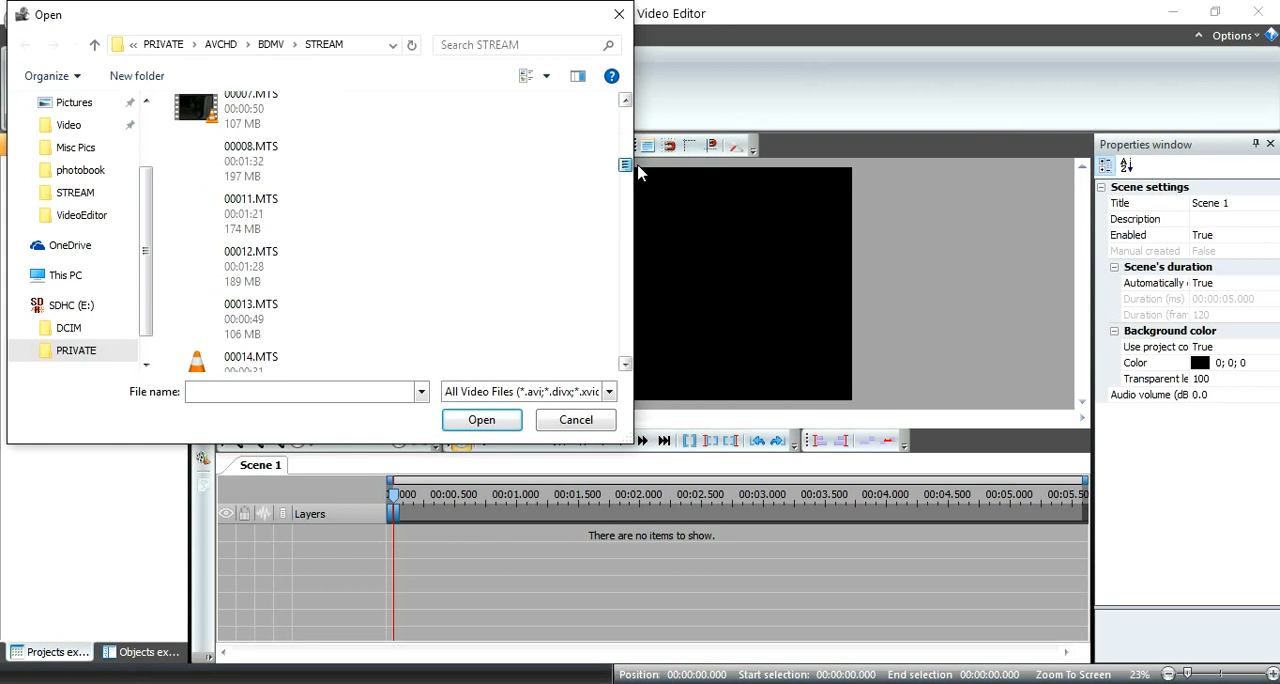 Open
Video Editor
Options
« PRIVATE › AVCHD › BDMV › STREAM
Search STREAM
Organize
New folder
Pictures
Video
Misc Pics
photobook
STREAM
VideoEditor
OneDrive
This PC
SDHC (E:)
DCIM
PRIVATE
00007.MTS
00:00:50
107 MB
00008.MTS
00:01:32
197 MB
00011.MTS
00:01:21
174 MB
00012.MTS
00:01:28
189 MB
00013.MTS
00:00:49
106 MB
00014.MTS
00:00:31
File name:
All Video Files (*.avi;*.divx;*.xvic
Open
Cancel
Properties window
Scene settings
Title Scene 1
Description
Enabled True
Manual created False
Scene's duration
Automatically True
Duration (ms) 00:00:05.000
Duration (fram 120
Background color
Use project co True
Color 0; 0; 0
Transparent le 100
Audio volume (dB 0.0
Scene 1
000 00:00.500 00:01.000 00:01.500 00:02.000 00:02.500 00:03.000 00:03.500 00:04.000 00:04.500 00:05.000 00:05.50
Layers
There are no items to show.
Projects ex...
Objects ex...
Position: 00:00:00.000 Start selection: 00:00:00.000 End selection 00:00:00.000 Zoom To Screen 23%